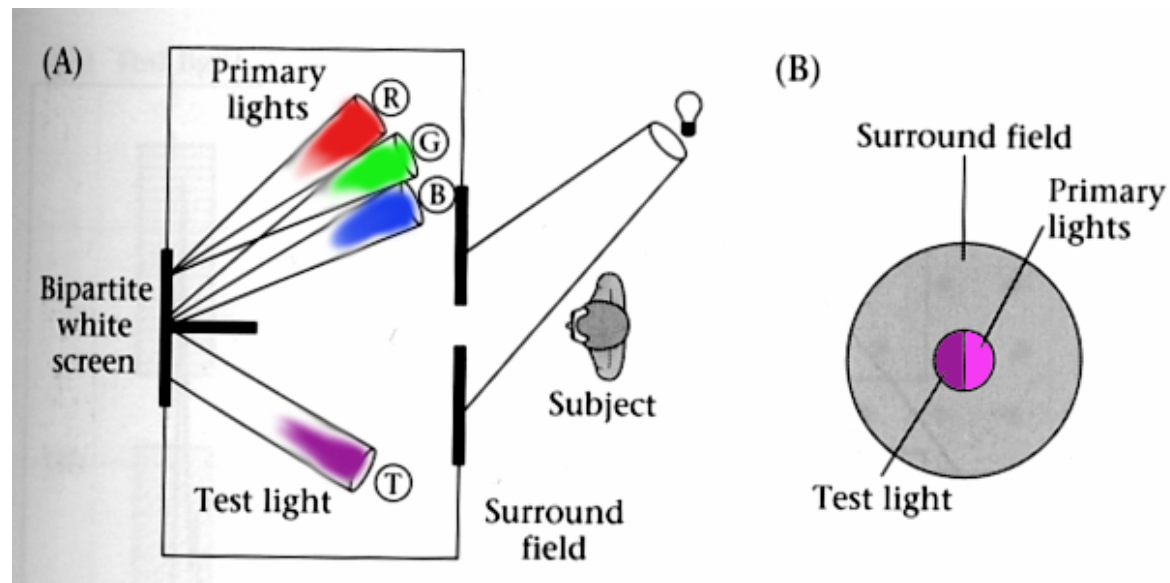 (A)
Primary
lights
R
G
B
Bipartite
white
screen
Test light
T
Subject
Surround
field
(B)
Surround field
Primary
lights
Test light